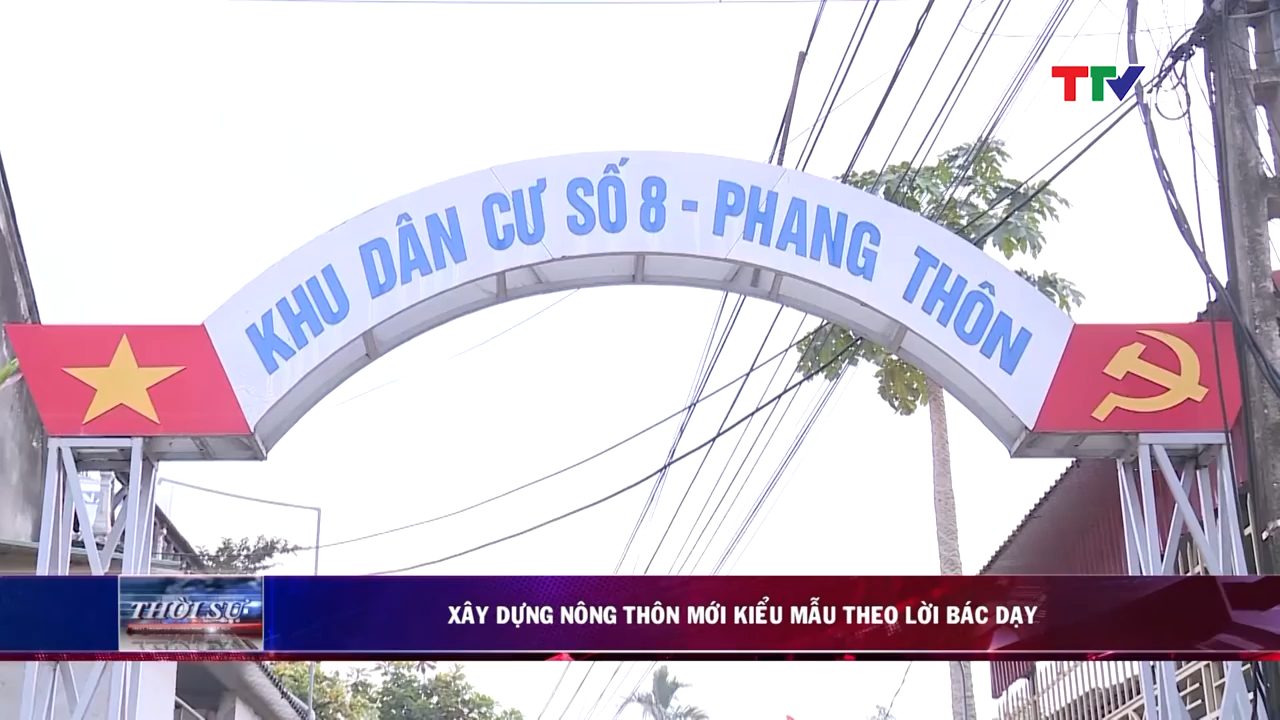 TTV
KHU DÂN CƯ SỐ 8 - PHANG THÔN
THỜI SỰ
XÂY DỰNG NÔNG THÔN MỚI KIỂU MẪU THEO LỜI BÁC DẠY